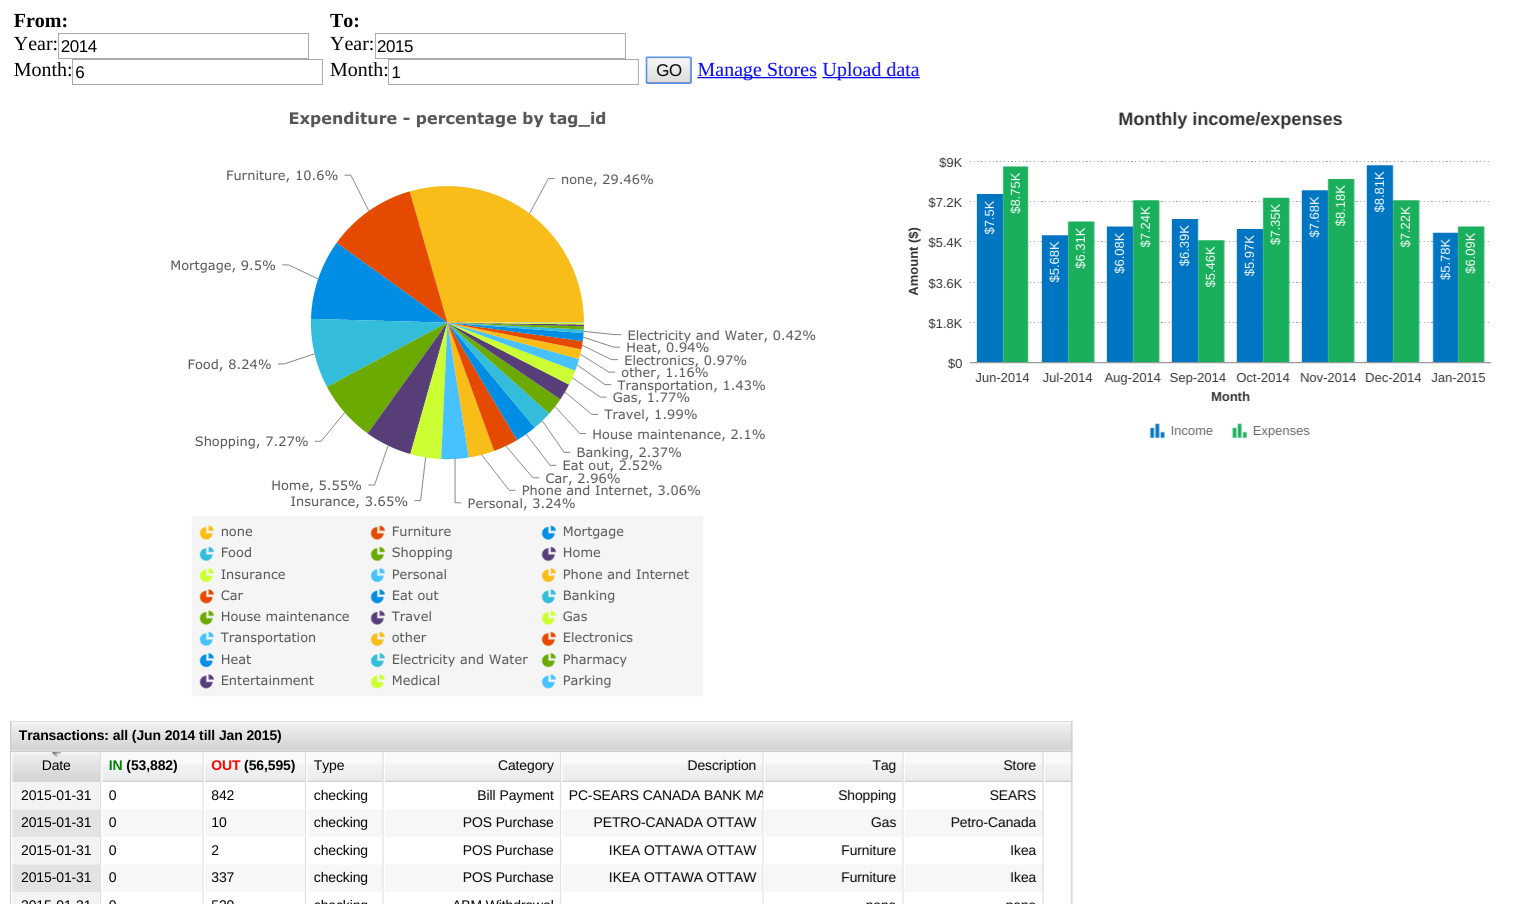 From: To:
Year: 2014 Year: 2015
Month: 6 Month: 1 GO Manage Stores Upload data
Expenditure - percentage by tag_id
none, 29.46%
Furniture, 10.6%
Mortgage, 9.5%
Food, 8.24%
Shopping, 7.27%
Home, 5.55%
Insurance, 3.65%
Personal, 3.24%
Phone and Internet, 3.06%
Car, 2.96%
Eat out, 2.52%
Banking, 2.37%
House maintenance, 2.1%
Travel, 1.99%
Gas, 1.77%
Transportation, 1.43%
other, 1.16%
Electronics, 0.97%
Heat, 0.94%
Electricity and Water, 0.42%
none Furniture Mortgage
Food Shopping Home
Insurance Personal Phone and Internet
Car Eat out Banking
House maintenance Travel Gas
Transportation other Electronics
Heat Electricity and Water Pharmacy
Entertainment Medical Parking
Monthly income/expenses
Amount ($)
$9K
$7.2K
$5.4K
$3.6K
$1.8K
$0
$7.5K $8.75K $5.68K $6.31K $6.08K $7.24K $6.39K $5.46K $5.97K $7.35K $7.68K $8.18K $8.81K $7.22K $5.78K $6.09K
Jun-2014 Jul-2014 Aug-2014 Sep-2014 Oct-2014 Nov-2014 Dec-2014 Jan-2015
Month
Income Expenses
Transactions: all (Jun 2014 till Jan 2015)
Date IN (53,882) OUT (56,595) Type Category Description Tag Store
2015-01-31 0 842 checking Bill Payment PC-SEARS CANADA BANK MA Shopping SEARS
2015-01-31 0 10 checking POS Purchase PETRO-CANADA OTTAW Gas Petro-Canada
2015-01-31 0 2 checking POS Purchase IKEA OTTAWA OTTAW Furniture Ikea
2015-01-31 0 337 checking POS Purchase IKEA OTTAWA OTTAW Furniture Ikea
2015-01-31 0 checking ABM Withdrawal none none